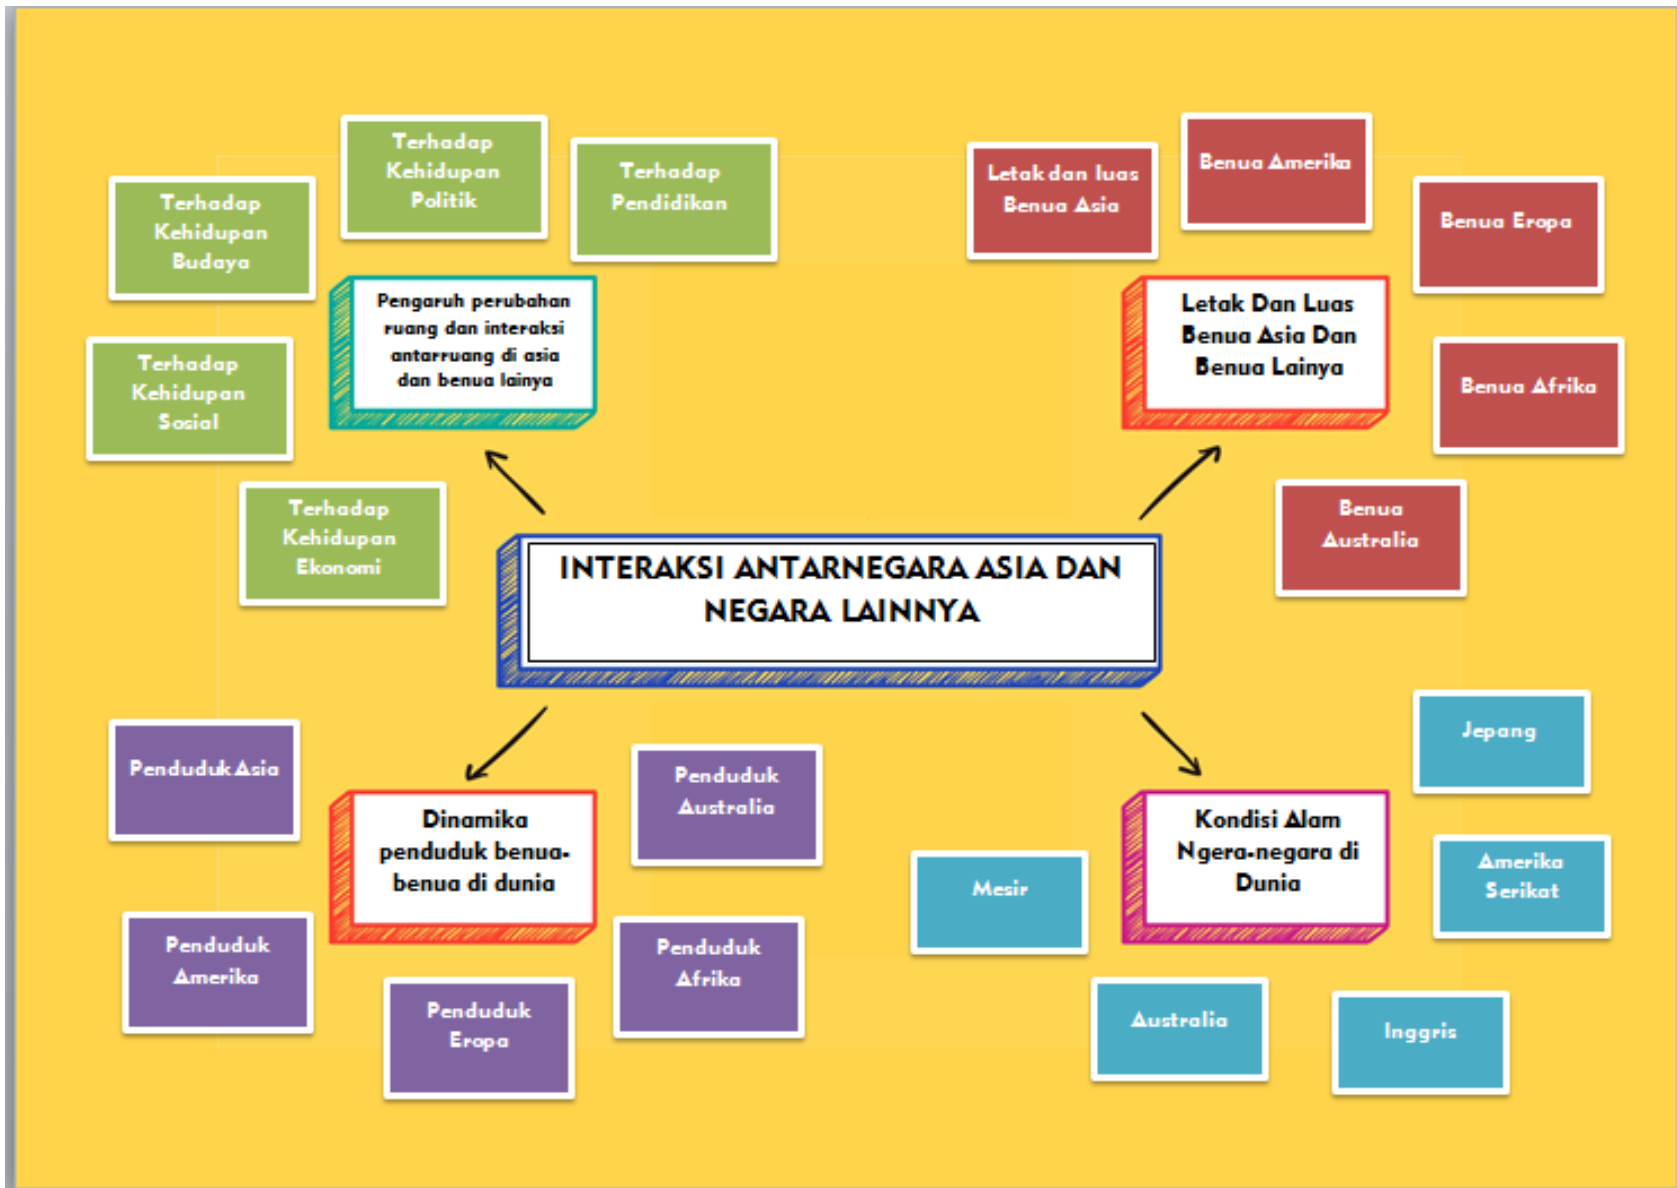 Terhadap
Kehidupan
Politik
Terhadap
Pendidikan
Terhadap
Kehidupan
Budaya
Terhadap
Kehidupan
Sosial
Terhadap
Kehidupan
Ekonomi
Pengaruh perubahan
ruang dan interaksi
antarruang di asia
dan benua lainya
Letak dan luas
Benua Asia
Benua Amerika
Benua Eropa
Benua Afrika
Benua
Australia
Letak Dan Luas
Benua Asia Dan
Benua Lainya
INTERAKSI ANTARNEGARA ASIA DAN
NEGARA LAINNYA
Penduduk Asia
Penduduk
Australia
Dinamika
penduduk benua-
benua di dunia
Penduduk
Amerika
Penduduk
Eropa
Penduduk
Afrika
Jepang
Kondisi Alam
Ngera-negara di
Dunia
Amerika
Serikat
Mesir
Australia
Inggris